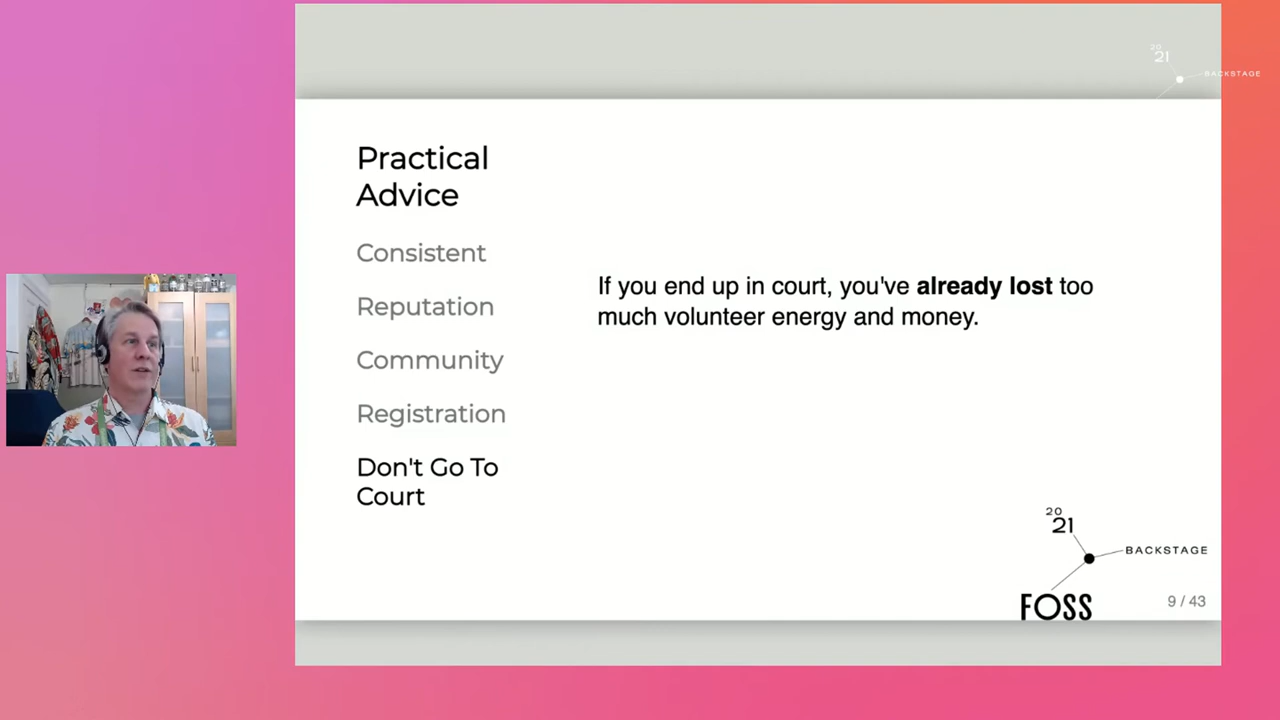 20
21
BACKSTAGE
Practical
Advice
Consistent
Reputation
Community
Registration
Don't Go To
Court
If you end up in court, you've already lost too
much volunteer energy and money.
20
21
BACKSTAGE
FOSS
9 / 43